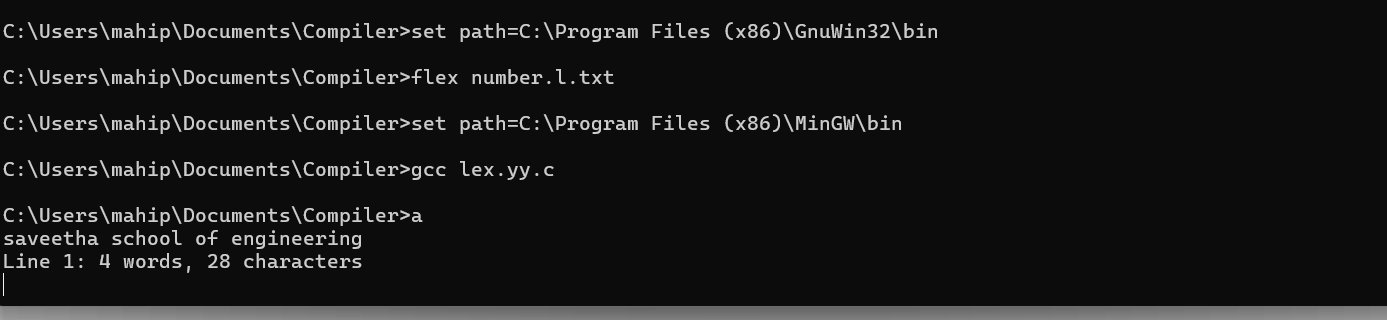 C:\Users\mahip\Documents\Compiler>set path=C:\Program Files (x86)\GnuWin32\bin
C:\Users\mahip\Documents\Compiler>flex number.l.txt
C:\Users\mahip\Documents\Compiler>set path=C:\Program Files (x86)\MinGW\bin
C:\Users\mahip\Documents\Compiler>gcc lex.yy.c
C:\Users\mahip\Documents\Compiler>a
saveetha school of engineering
Line 1: 4 words, 28 characters